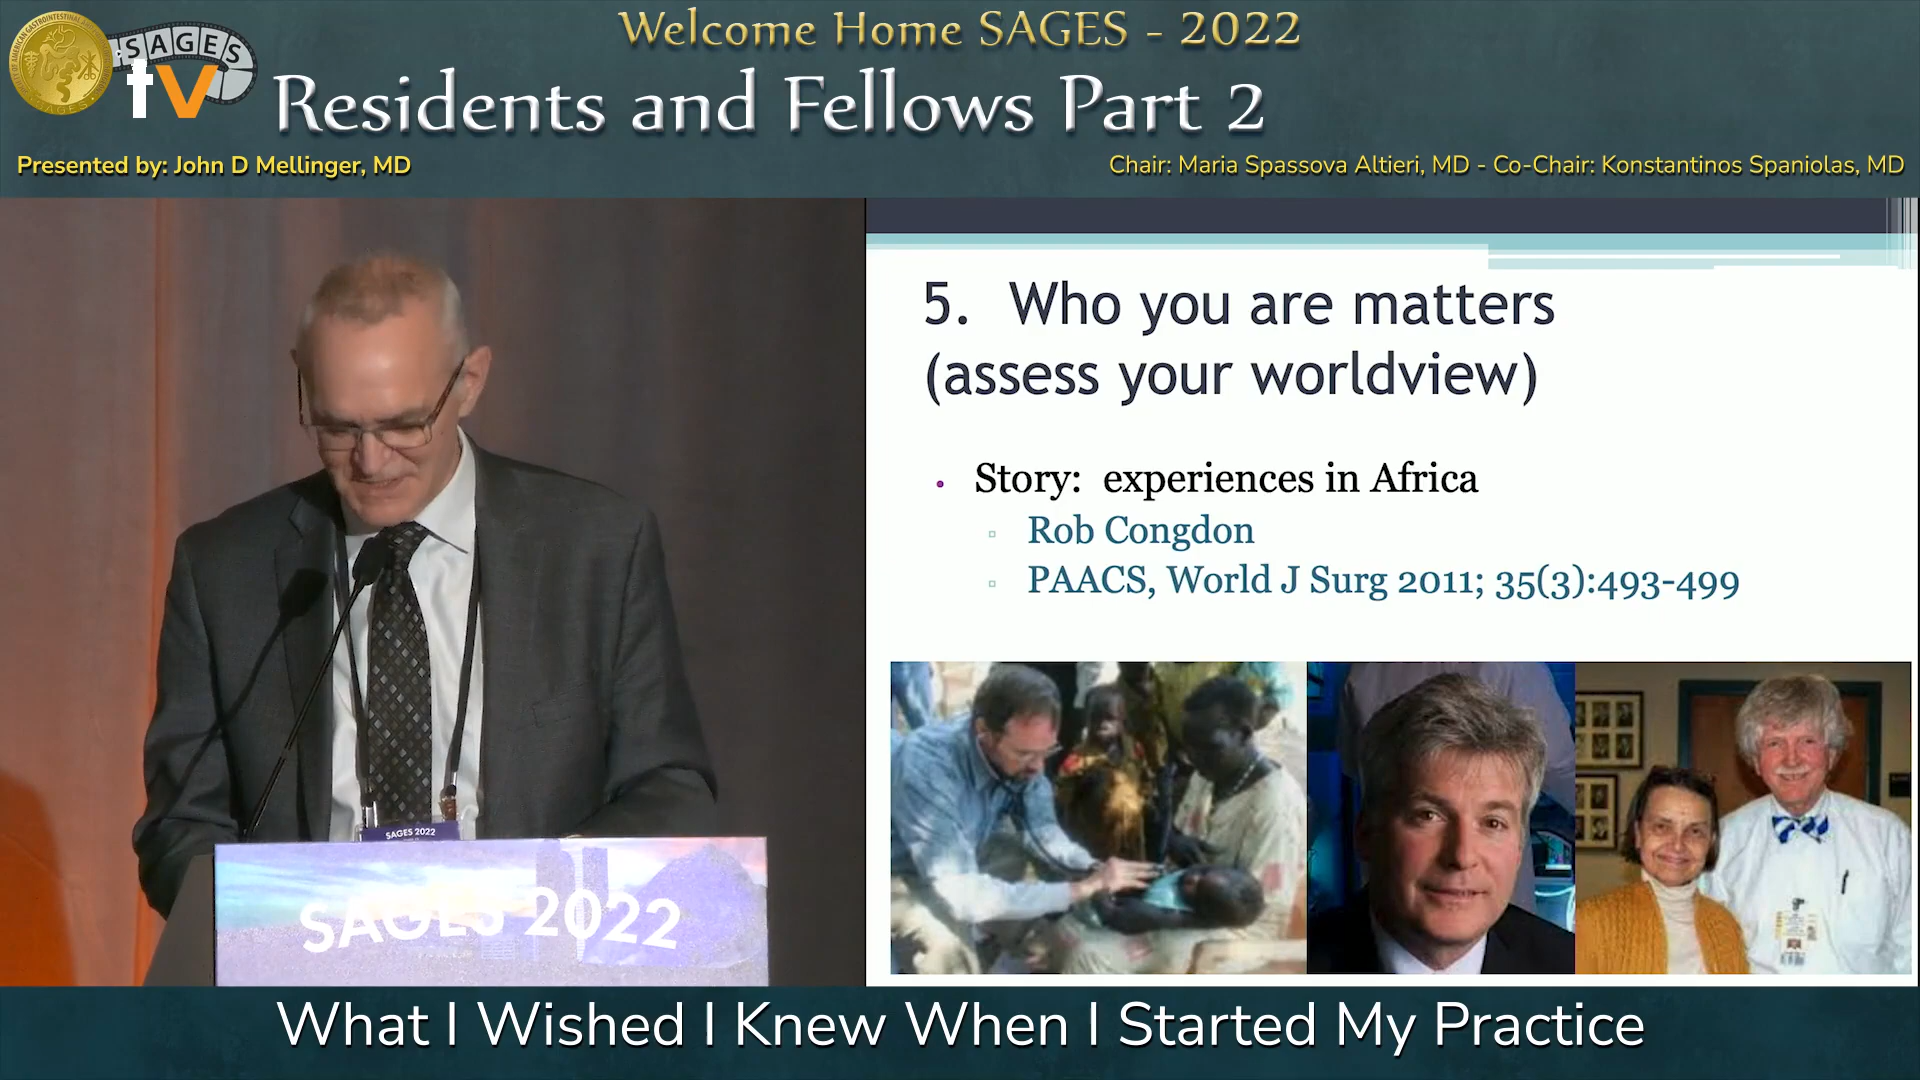 Welcome Home SAGES - 2022
SAGES
tv
Residents and Fellows Part 2
Presented by: John D Mellinger, MD
Chair: Maria Spassova Altieri, MD - Co-Chair: Konstantinos Spaniolas, MD
5. Who you are matters
(assess your worldview)
Story: experiences in Africa
Rob Congdon
PAACS, World J Surg 2011; 35(3):493-499
SAGES 2022
SAGES 2022
What I Wished I Knew When I Started My Practice